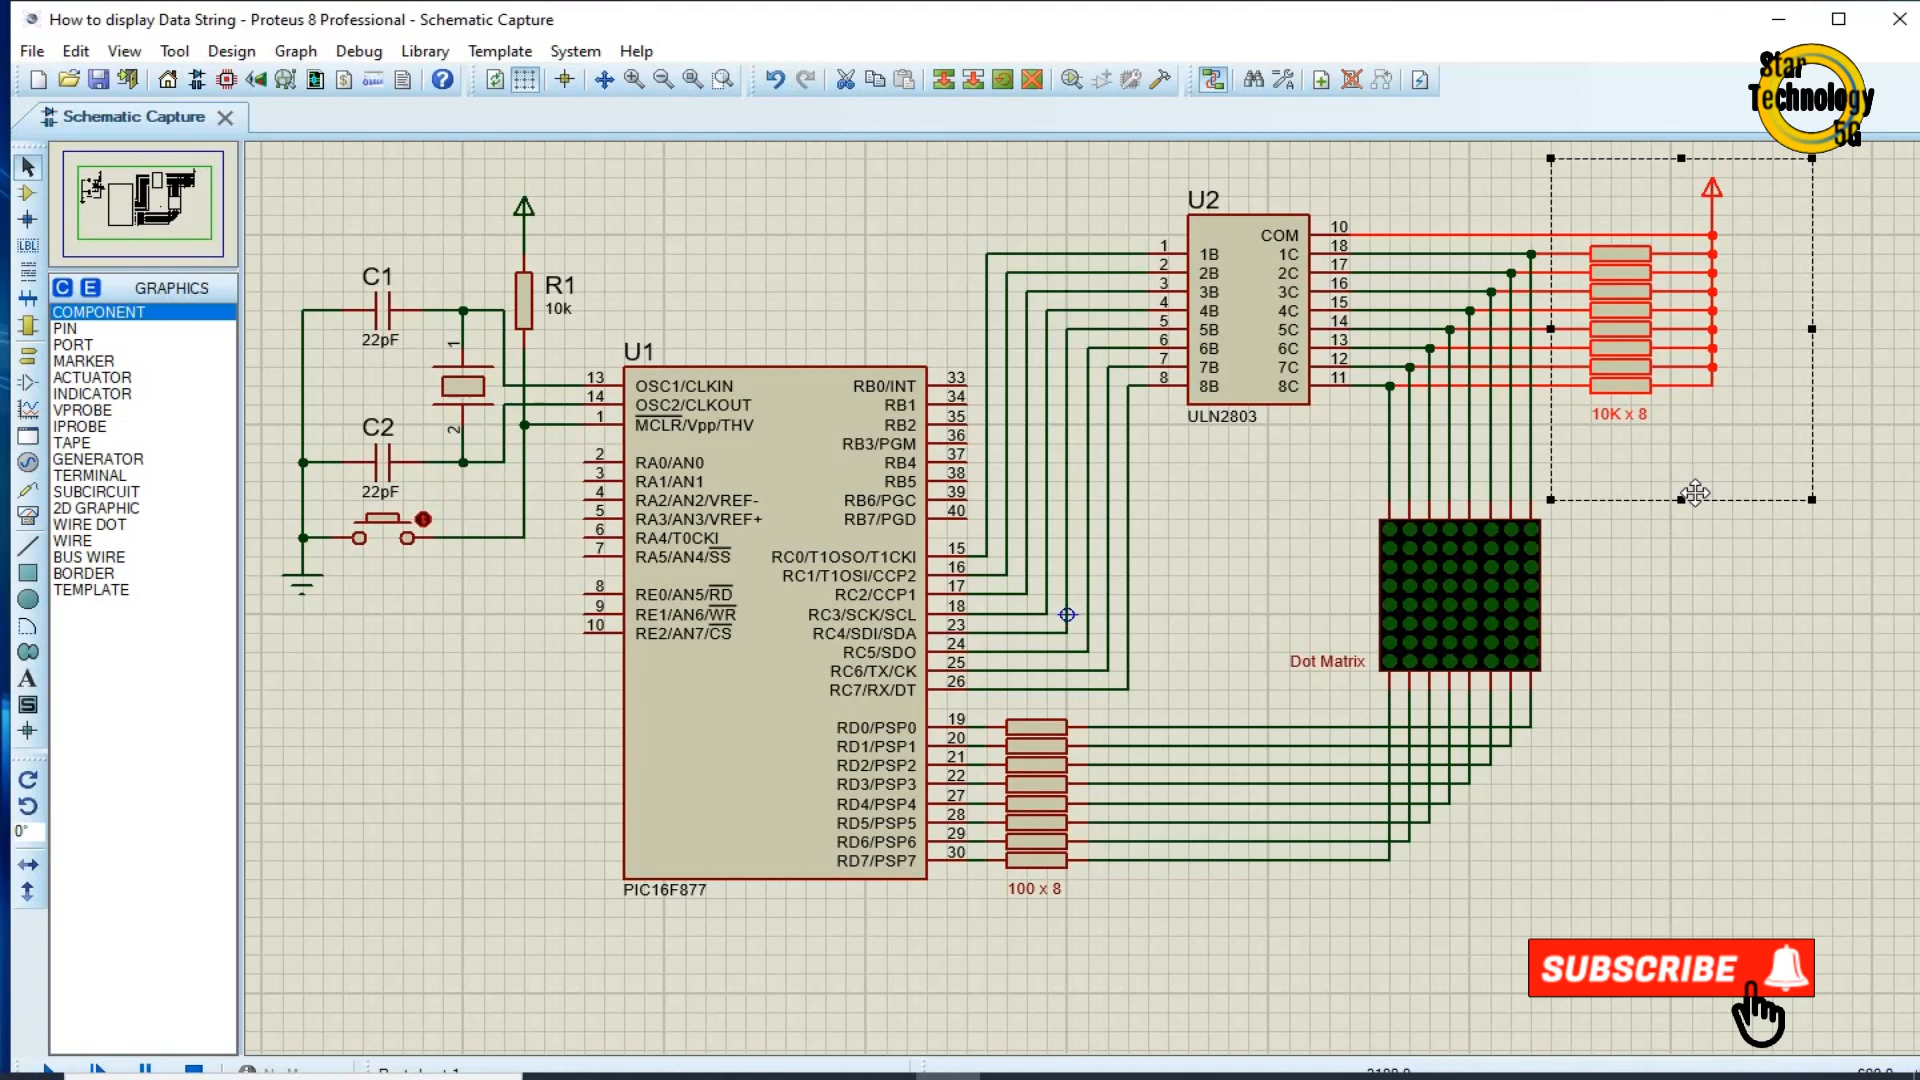 How to display Data String - Proteus 8 Professional - Schematic Capture
File Edit View Tool Design Graph Debug Library Template System Help
Star
Technology
5G
Schematic Capture
LBL
C E GRAPHICS
COMPONENT
PIN
PORT
MARKER
ACTUATOR
INDICATOR
VPROBE
IPROBE
TAPE
GENERATOR
TERMINAL
SUBCIRCUIT
2D GRAPHIC
WIRE DOT
WIRE
BUS WIRE
BORDER
TEMPLATE
A
S
0°
C1
22pF
C2
22pF
1
2
R1
10k
U1
13 OSC1/CLKIN
14 OSC2/CLKOUT
1 MCLR/Vpp/THV
2 RA0/AN0
3 RA1/AN1
4 RA2/AN2/VREF-
5 RA3/AN3/VREF+
6 RA4/T0CKI
7 RA5/AN4/SS
8 RE0/AN5/RD
9 RE1/AN6/WR
10 RE2/AN7/CS
RB0/INT 33
RB1 34
RB2 35
RB3/PGM 36
RB4 37
RB5 38
RB6/PGC 39
RB7/PGD 40
RC0/T1OSO/T1CKI 15
RC1/T1OSI/CCP2 16
RC2/CCP1 17
RC3/SCK/SCL 18
RC4/SDI/SDA 23
RC5/SDO 24
RC6/TX/CK 25
RC7/RX/DT 26
RD0/PSP0 19
RD1/PSP1 20
RD2/PSP2 21
RD3/PSP3 22
RD4/PSP4 27
RD5/PSP5 28
RD6/PSP6 29
RD7/PSP7 30
PIC16F877
100 x 8
U2
COM 10
1 1B 1C 18
2 2B 2C 17
3 3B 3C 16
4 4B 4C 15
5 5B 5C 14
6 6B 6C 13
7 7B 7C 12
8 8B 8C 11
ULN2803
10K x 8
Dot Matrix
SUBSCRIBE